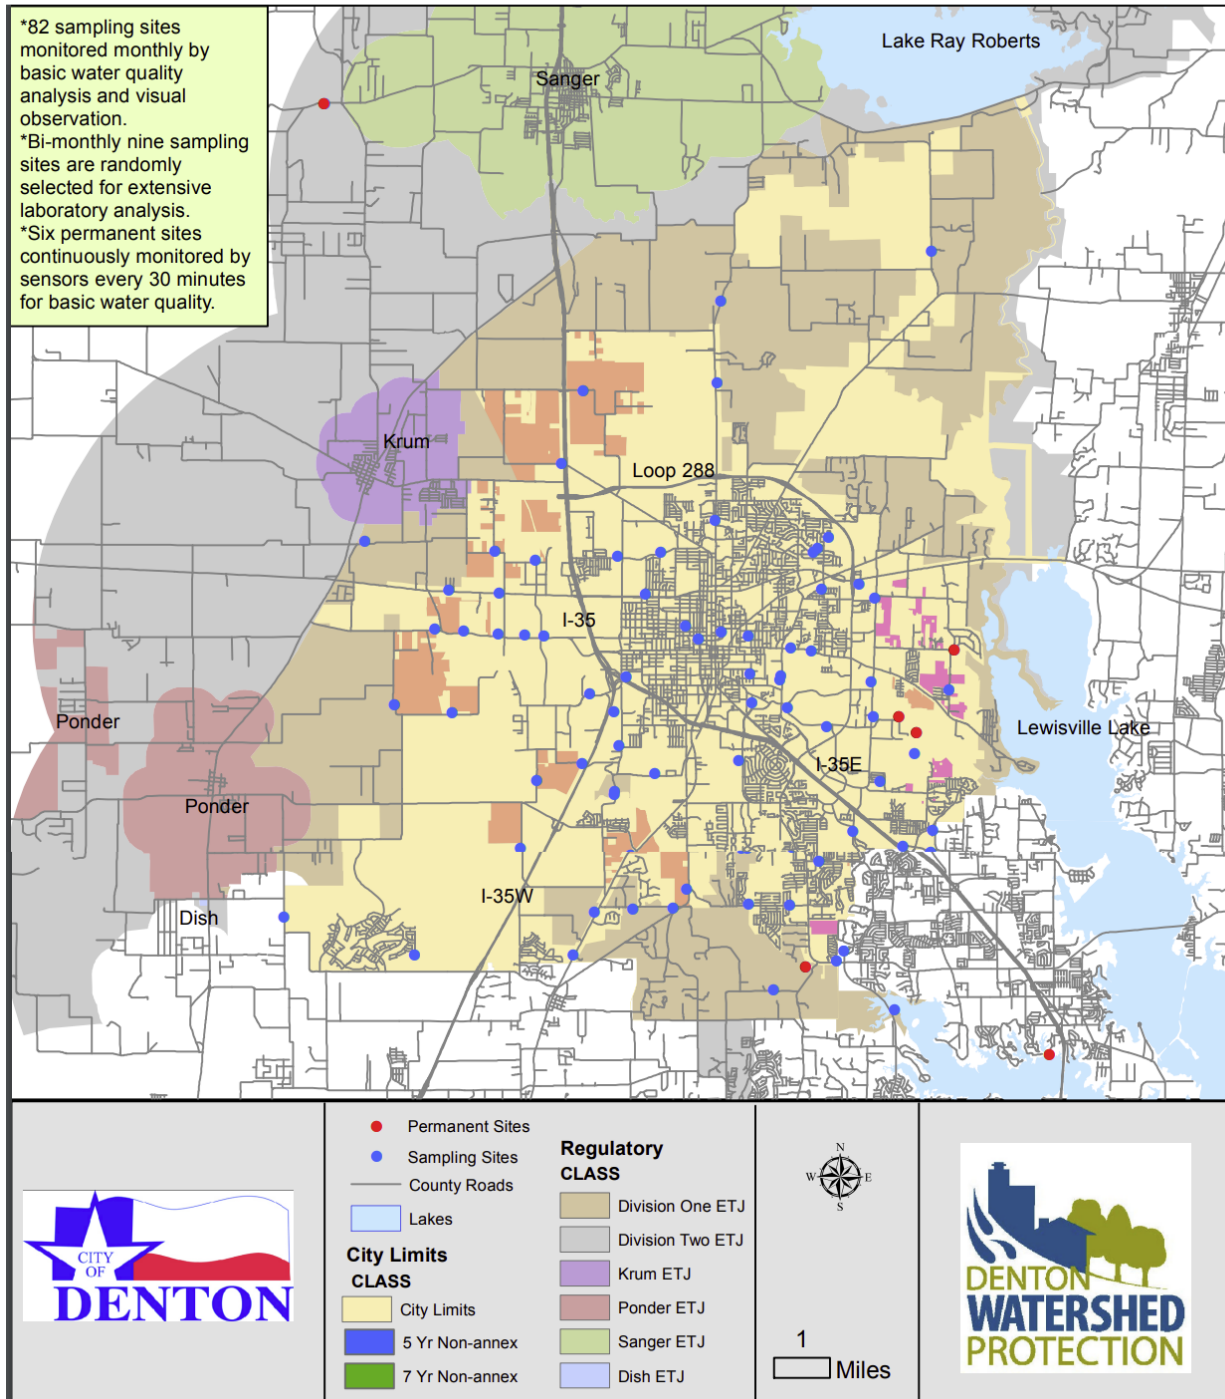 *82 sampling sites
monitored monthly by
basic water quality
analysis and visual
observation.
*Bi-monthly nine sampling
sites are randomly
selected for extensive
laboratory analysis.
*Six permanent sites
continuously monitored by
sensors every 30 minutes
for basic water quality.
Lake Ray Roberts
Sanger
Krum
Loop 288
I-35
Ponder
Lewisville Lake
I-35E
Ponder
I-35W
Dish
CITY
OF
DENTON
Permanent Sites
Sampling Sites
County Roads
Lakes
City Limits
CLASS
City Limits
5 Yr Non-annex
7 Yr Non-annex
Regulatory
CLASS
Division One ETJ
Division Two ETJ
Krum ETJ
Ponder ETJ
Sanger ETJ
Dish ETJ
N
W E
S
1
Miles
DENTON
WATERSHED
PROTECTION